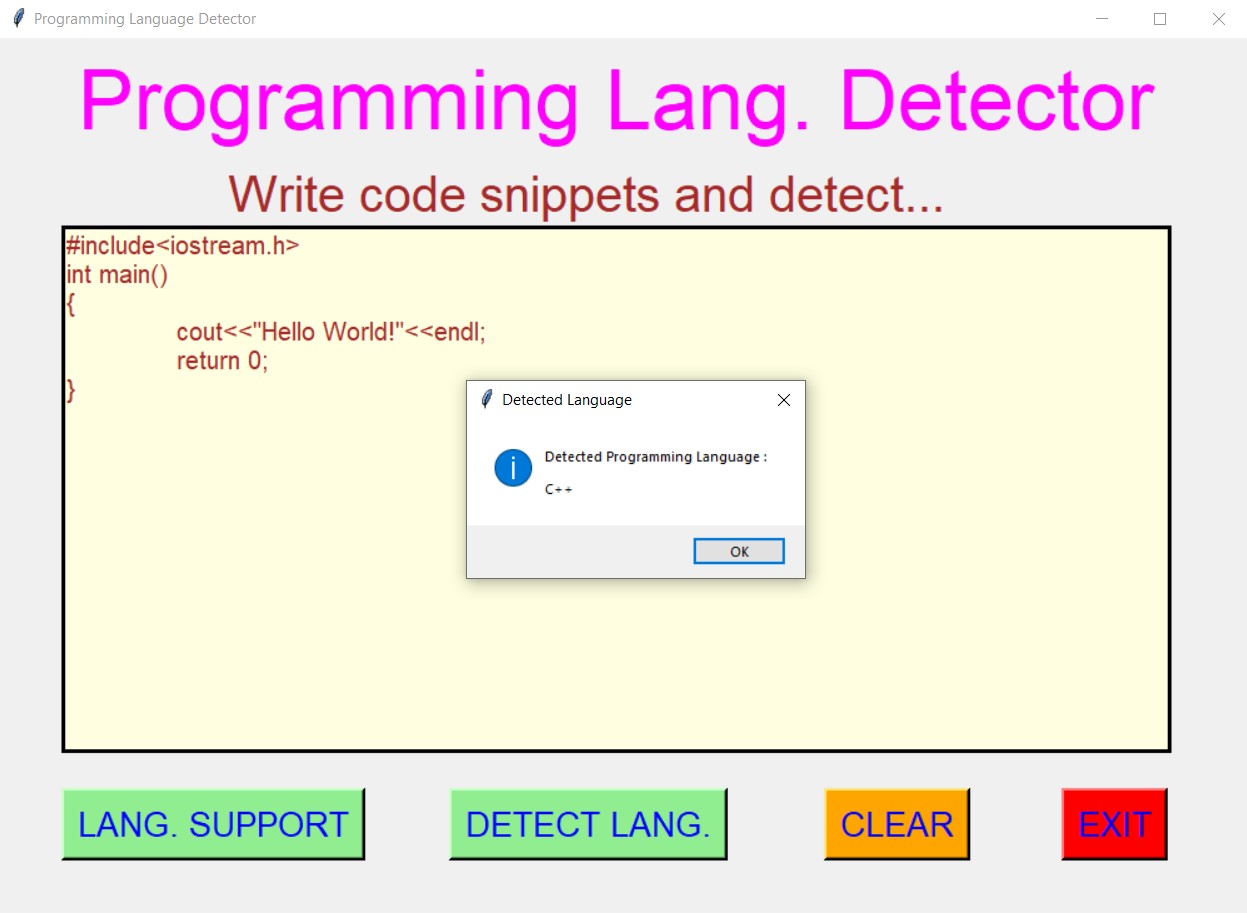 Programming Language Detector
Programming Lang. Detector
Write code snippets and detect...
#include<iostream.h>
int main()
{
cout<<"Hello World!"<<endl;
return 0;
}
Detected Language
Detected Programming Language :
C++
OK
LANG. SUPPORT
DETECT LANG.
CLEAR
EXIT